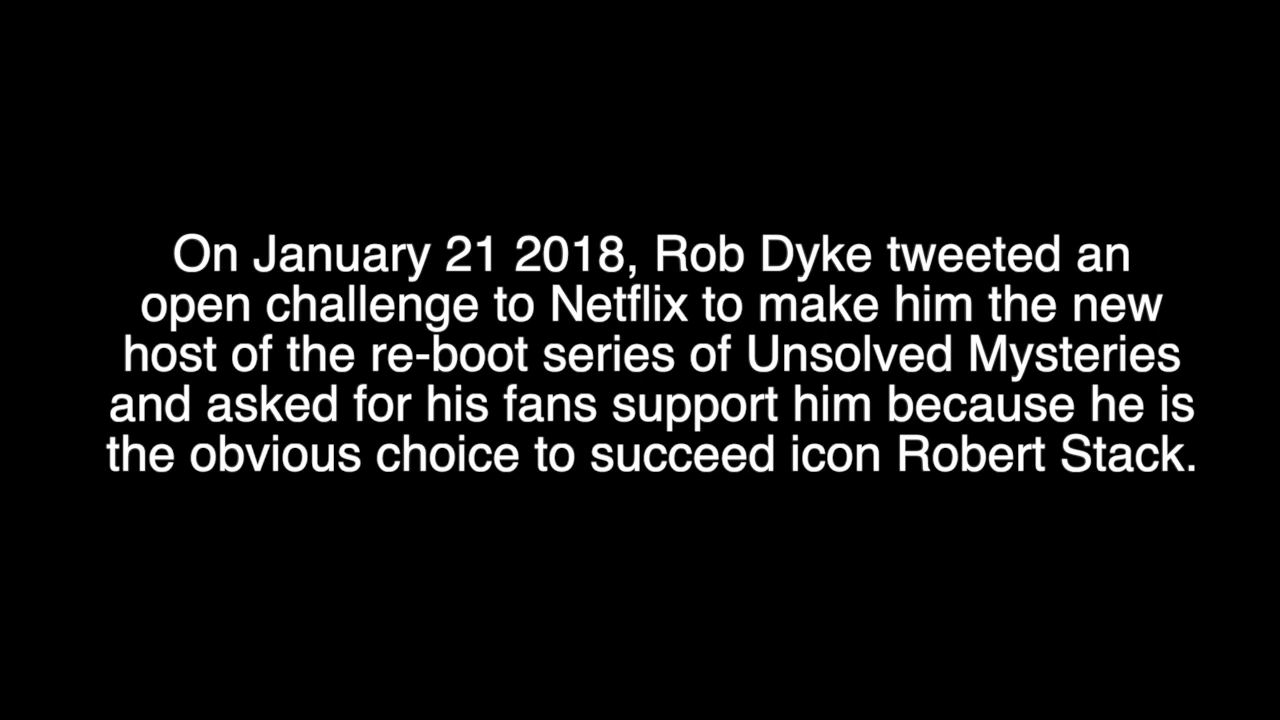 On January 21 2018, Rob Dyke tweeted an
open challenge to Netflix to make him the new
host of the re-boot series of Unsolved Mysteries
and asked for his fans support him because he is
the obvious choice to succeed icon Robert Stack.